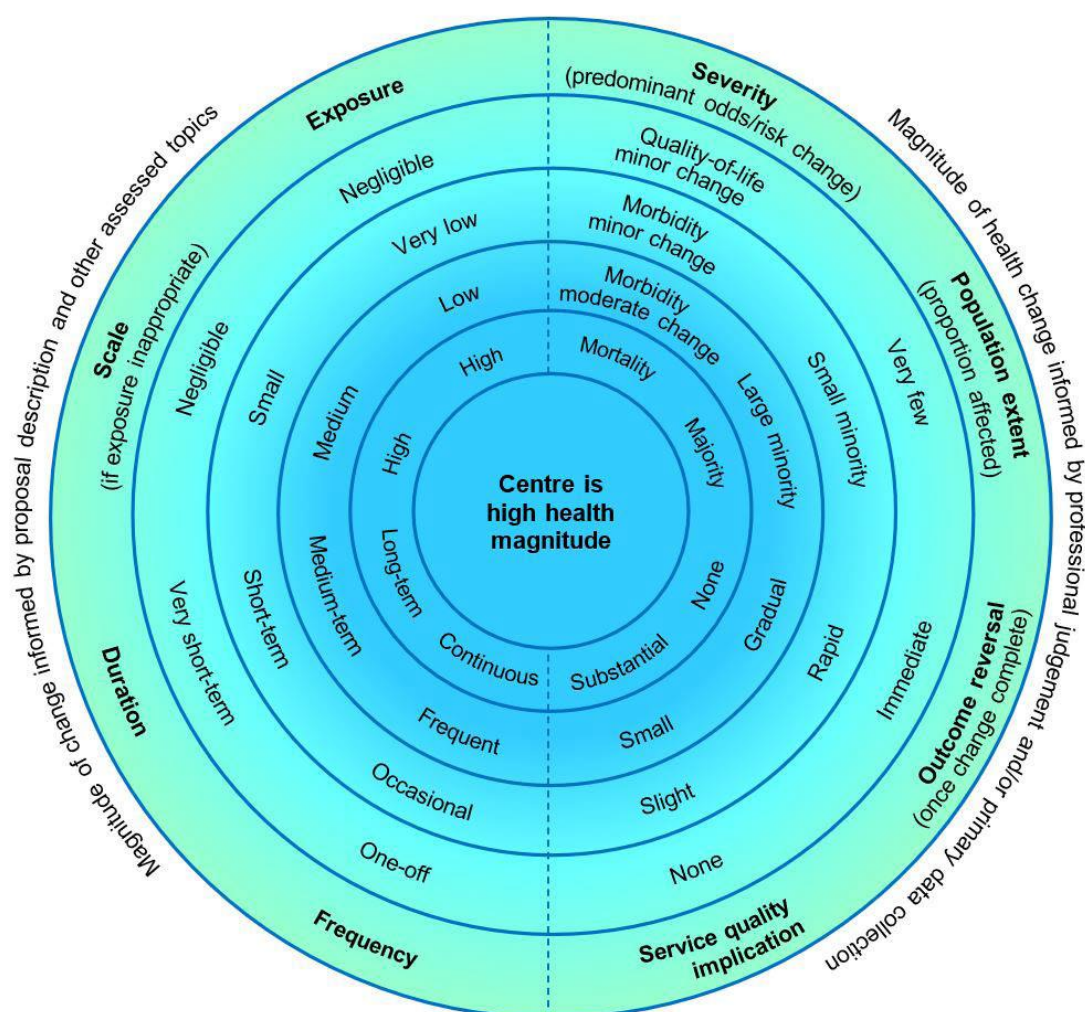 Magnitude of change informed by proposal description and other assessed topics
Magnitude of health change informed by professional judgement and/or primary data collection
Exposure
Negligible
Very low
Low
High
Severity
(predominant odds/risk change)
Quality-of-life
minor change
Morbidity
minor change
Morbidity
moderate change
Mortality
Scale
(if exposure inappropriate)
Negligible
Small
Medium
High
Population extent
(proportion affected)
Very few
Small minority
Large minority
Majority
Centre is
high health
magnitude
Duration
Very short-term
Short-term
Medium-term
Long-term
Outcome reversal
(once change complete)
Immediate
Rapid
Gradual
None
Frequency
One-off
Occasional
Frequent
Continuous
Service quality
implication
None
Slight
Small
Substantial